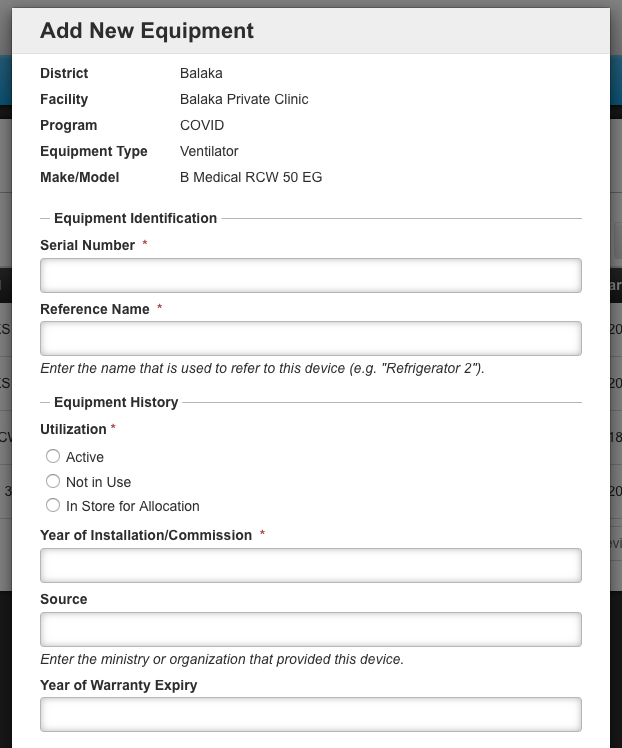 Add New Equipment
District Balaka
Facility Balaka Private Clinic
Program COVID
Equipment Type Ventilator
Make/Model B Medical RCW 50 EG
Equipment Identification
Serial Number *
Reference Name *
Enter the name that is used to refer to this device (e.g. "Refrigerator 2").
Equipment History
Utilization *
Active
Not in Use
In Store for Allocation
Year of Installation/Commission *
Source
Enter the ministry or organization that provided this device.
Year of Warranty Expiry